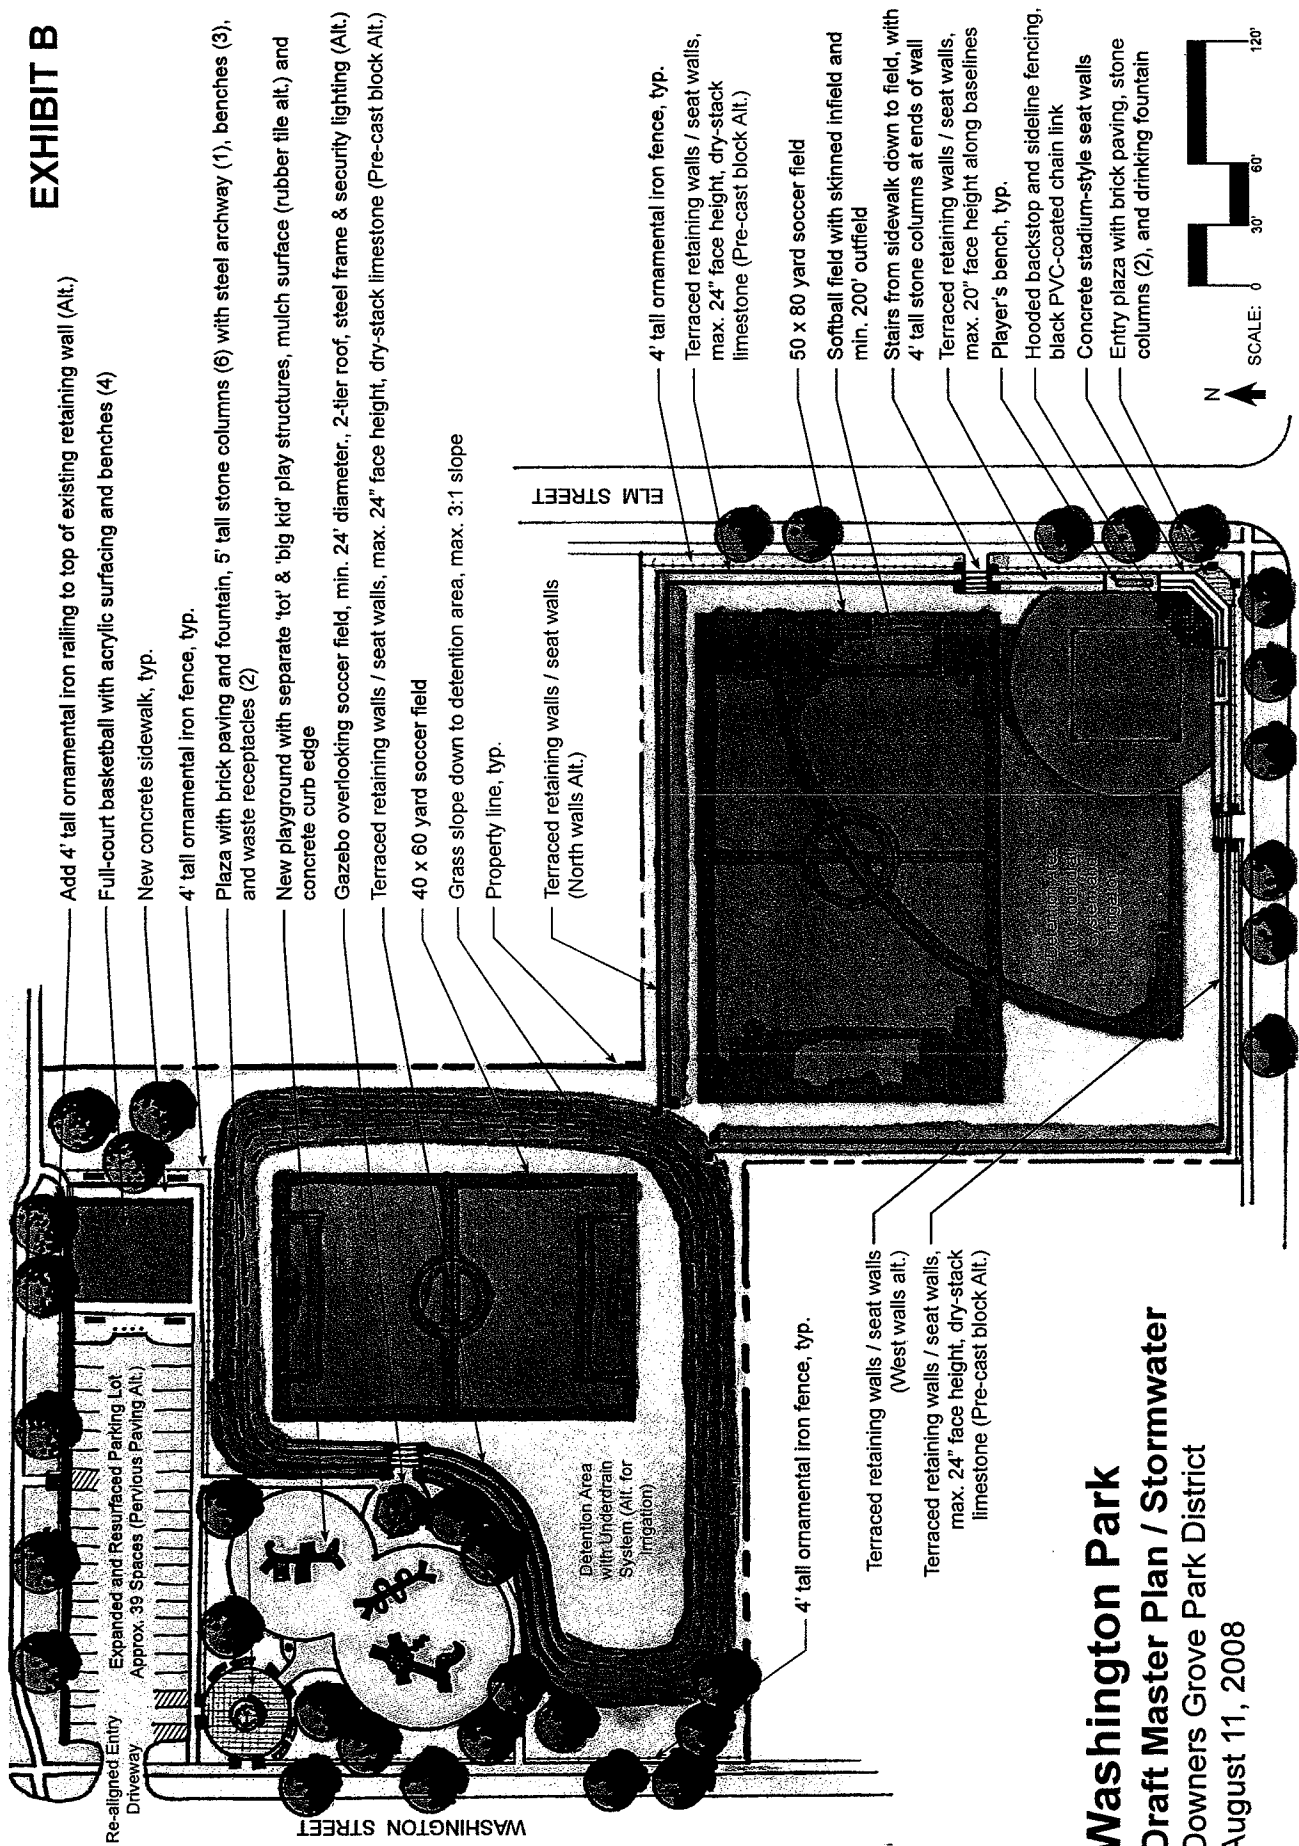 EXHIBIT B
Add 4' tall ornamental iron railing to top of existing retaining wall (Alt.)
Full-court basketball with acrylic surfacing and benches (4)
New concrete sidewalk, typ.
4' tall ornamental iron fence, typ.
Plaza with brick paving and fountain, 5' tall stone columns (6) with steel archway (1), benches (3),
and waste receptacles (2)
New playground with separate 'tot' & 'big kid' play structures, mulch surface (rubber tile alt.) and
concrete curb edge
Gazebo overlooking soccer field, min. 24' diameter., 2-tier roof, steel frame & security lighting (Alt.)
Terraced retaining walls / seat walls, max. 24" face height, dry-stack limestone (Pre-cast block Alt.)
40 x 60 yard soccer field
Grass slope down to detention area, max. 3:1 slope
Property line, typ.
Terraced retaining walls / seat walls
(North walls Alt.)
4' tall ornamental iron fence, typ.
Terraced retaining walls / seat walls,
max. 24" face height, dry-stack
limestone (Pre-cast block Alt.)
50 x 80 yard soccer field
Softball field with skinned infield and
min. 200' outfield
Stairs from sidewalk down to field, with
4' tall stone columns at ends of wall
Terraced retaining walls / seat walls,
max. 20" face height along baselines
Player's bench, typ.
Hooded backstop and sideline fencing,
black PVC-coated chain link
Concrete stadium-style seat walls
Entry plaza with brick paving, stone
columns (2), and drinking fountain
N
SCALE:
0
30'
60'
120'
ELM STREET
Re-aligned Entry
Driveway
Expanded and Resurfaced Parking Lot
Approx. 39 Spaces (Pervious Paving Alt.)
Detention Area
with Underdrain
System (Alt. for
Irrigation)
Detention Area
WASHINGTON STREET
4' tall ornamental iron fence, typ.
Terraced retaining walls / seat walls
(West walls alt.)
Terraced retaining walls / seat walls,
max. 24" face height, dry-stack
limestone (Pre-cast block Alt.)
Washington Park
Draft Master Plan / Stormwater
Downers Grove Park District
August 11, 2008